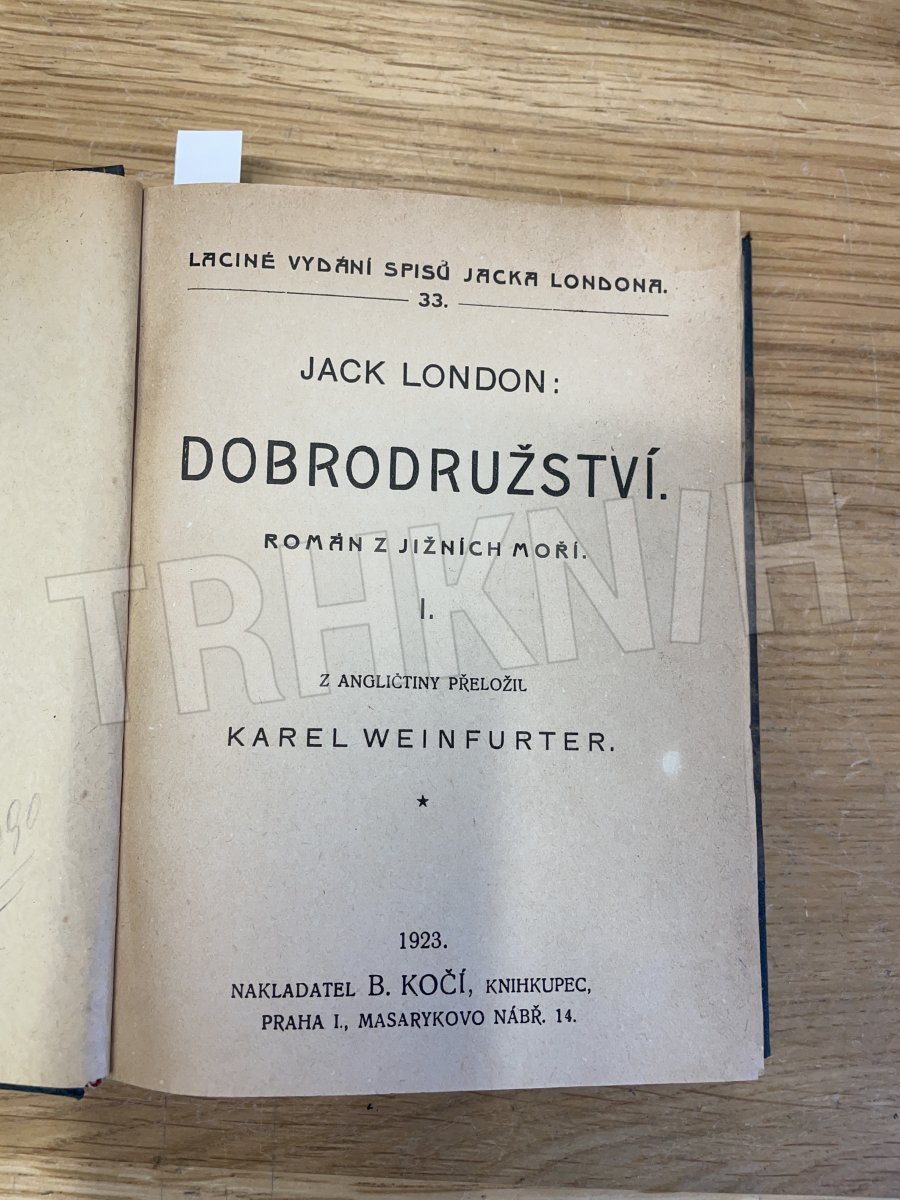 LACINÉ VYDÁNÍ SPISŮ JACKA LONDONA.
33.
JACK LONDON:
DOBRODRUŽSTVÍ.
ROMÁN Z JIŽNÍCH MOŘÍ.
I.
Z ANGLIČTINY PŘELOŽIL
KAREL WEINFURTER.
1923.
NAKLADATEL B. KOČÍ, KNIHKUPEC,
PRAHA I., MASARYKOVO NÁBŘ. 14.
TRHKNIH